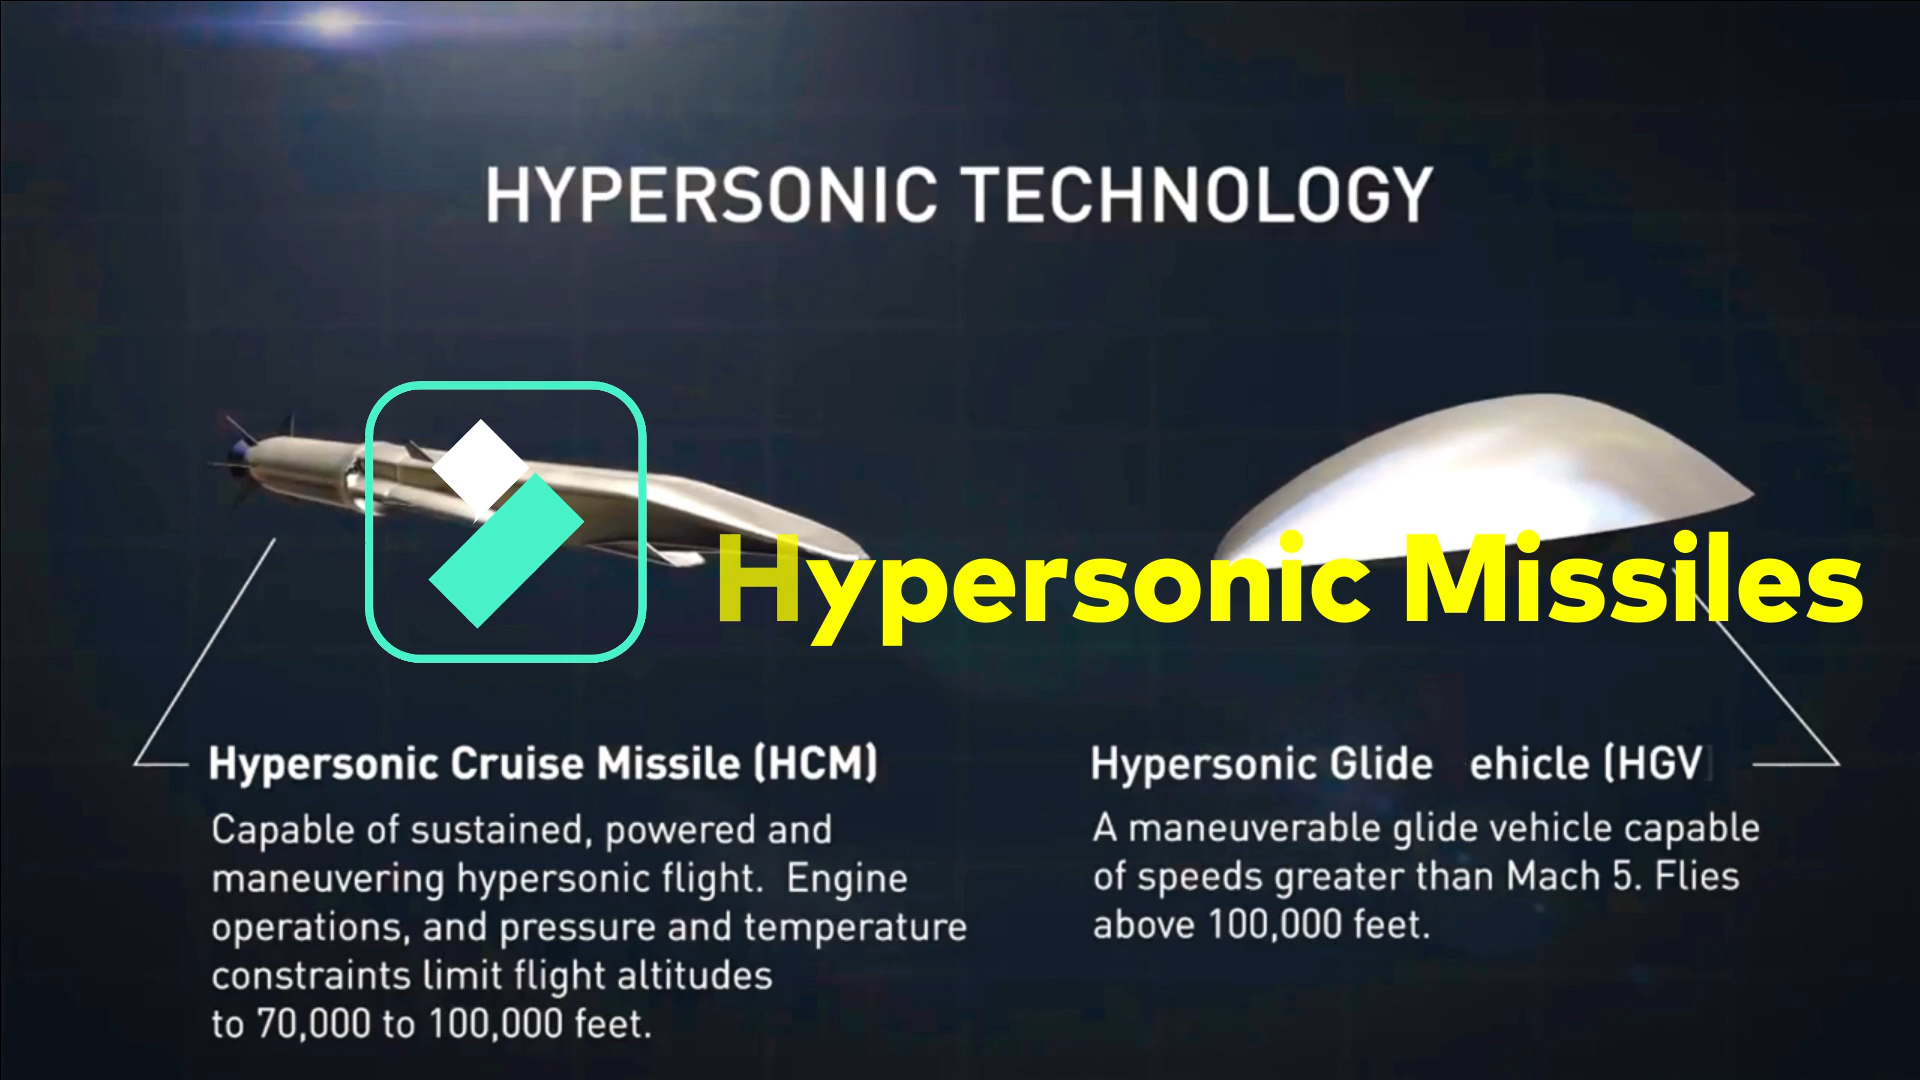 HYPERSONIC TECHNOLOGY
Hypersonic Missiles
Hypersonic Cruise Missile (HCM)
Capable of sustained, powered and
maneuvering hypersonic flight. Engine
operations, and pressure and temperature
constraints limit flight altitudes
to 70,000 to 100,000 feet.
Hypersonic Glide ehicle (HGV
A maneuverable glide vehicle capable
of speeds greater than Mach 5. Flies
above 100,000 feet.